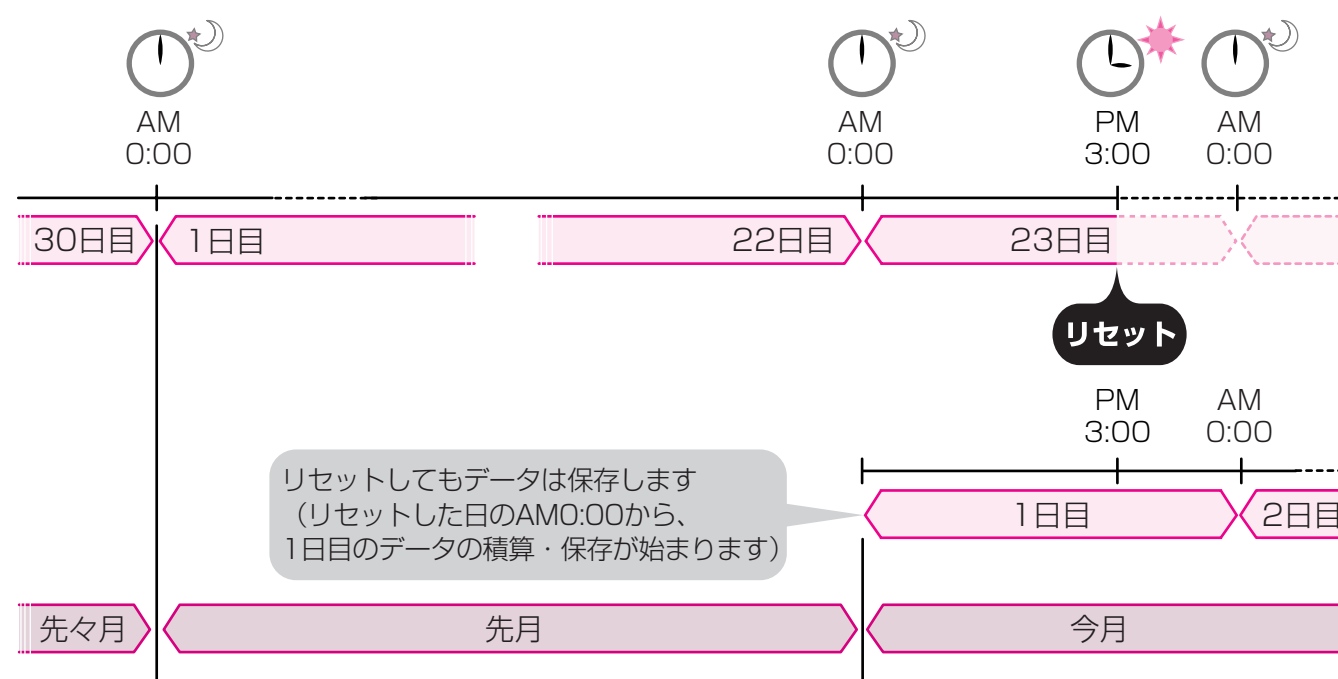 AM
0:00
AM
0:00
PM
3:00
AM
0:00
30日目
1日目
22日目
23日目
リセット
PM
3:00
AM
0:00
リセットしてもデータは保存します
（リセットした日のAM0:00から、
1日目のデータの積算・保存が始まります）
1日目
2日目
先々月
先月
今月